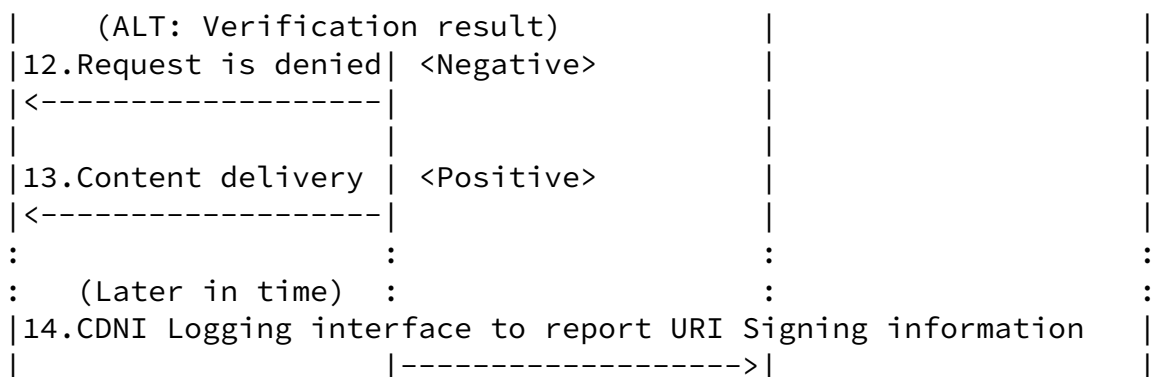 |    (ALT: Verification result)             |                    |
|12.Request is denied| <Negative>           |                    |
|<-------------------|                      |                    |
|                    |                      |                    |
|13.Content delivery | <Positive>           |                    |
|<-------------------|                      |                    |
:                    :                      :                    :
:   (Later in time)  :                      :                    :
|14.CDNI Logging interface to report URI Signing information     |
|                    |--------------------->|                    |